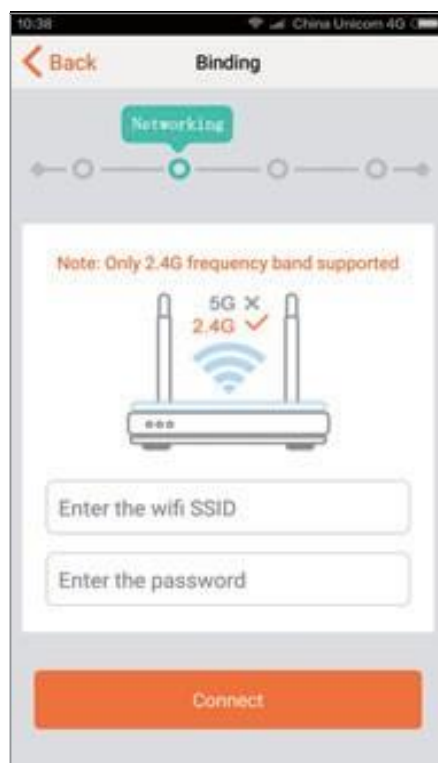 10:38 China Unicom 4G
Back Binding
Networking
Note: Only 2.4G frequency band supported
5G
2.4G
Enter the wifi SSID
Enter the password
Connect